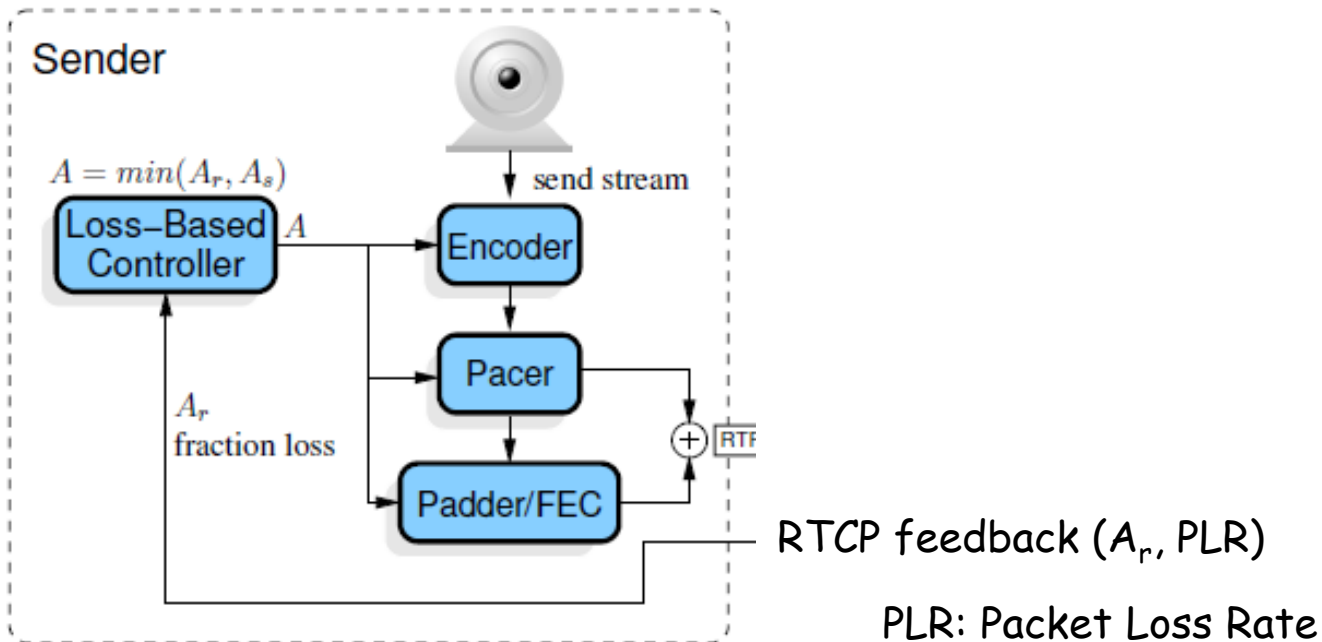 Sender
A = min(A_r, A_s)
send stream
Loss–Based
Controller
A
Encoder
Pacer
A_r
fraction loss
Padder/FEC
+
RTCP feedback (A_r, PLR)
PLR: Packet Loss Rate